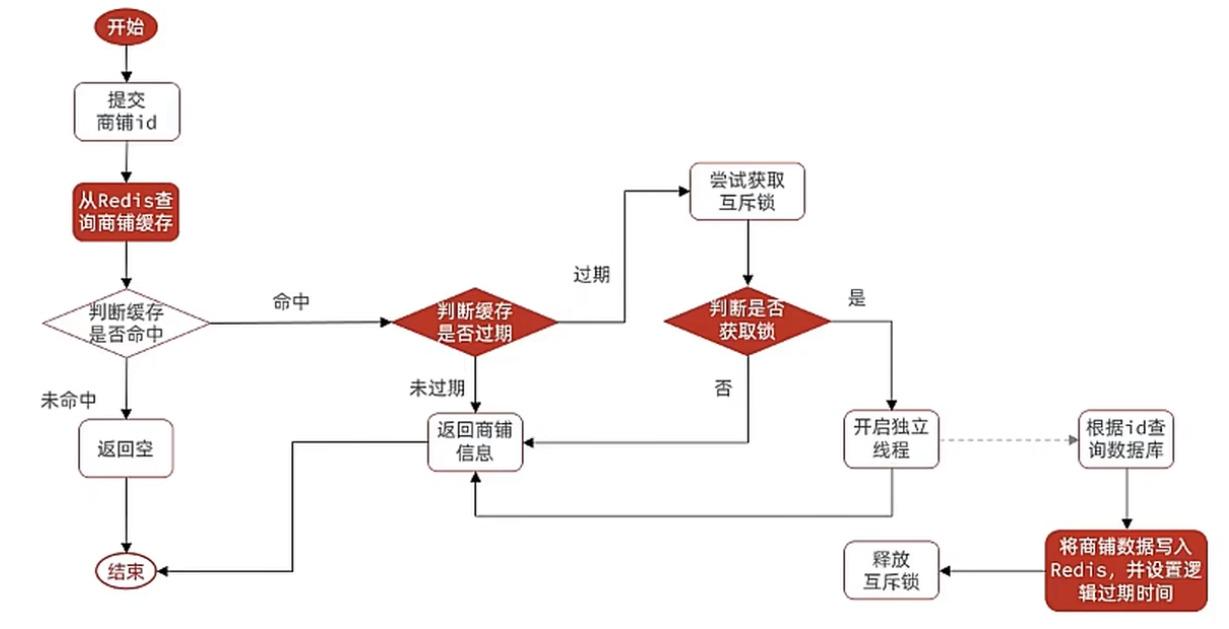 开始
提交
商铺id
从Redis查
询商铺缓存
判断缓存
是否命中
命中
未命中
返回空
结束
判断缓存
是否过期
过期
未过期
返回商铺
信息
尝试获取
互斥锁
判断是否
获取锁
是
否
开启独立
线程
根据id查
询数据库
将商铺数据写入
Redis，并设置逻
辑过期时间
释放
互斥锁